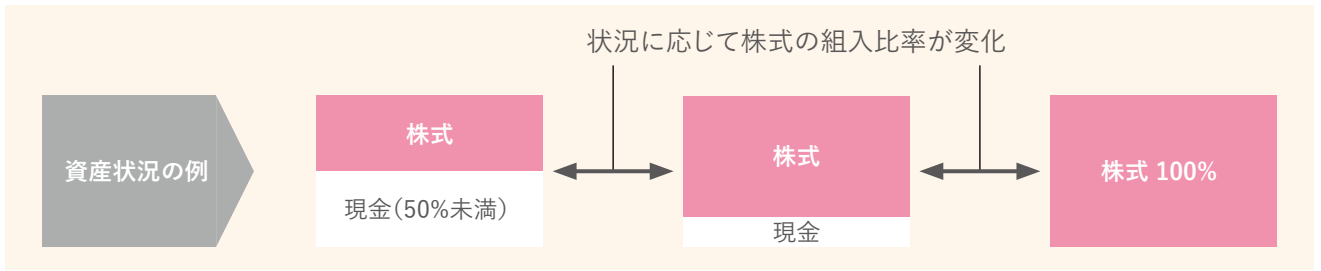 状況に応じて株式の組入比率が変化
資産状況の例
株式
現金(50%未満)
株式
現金
株式 100%